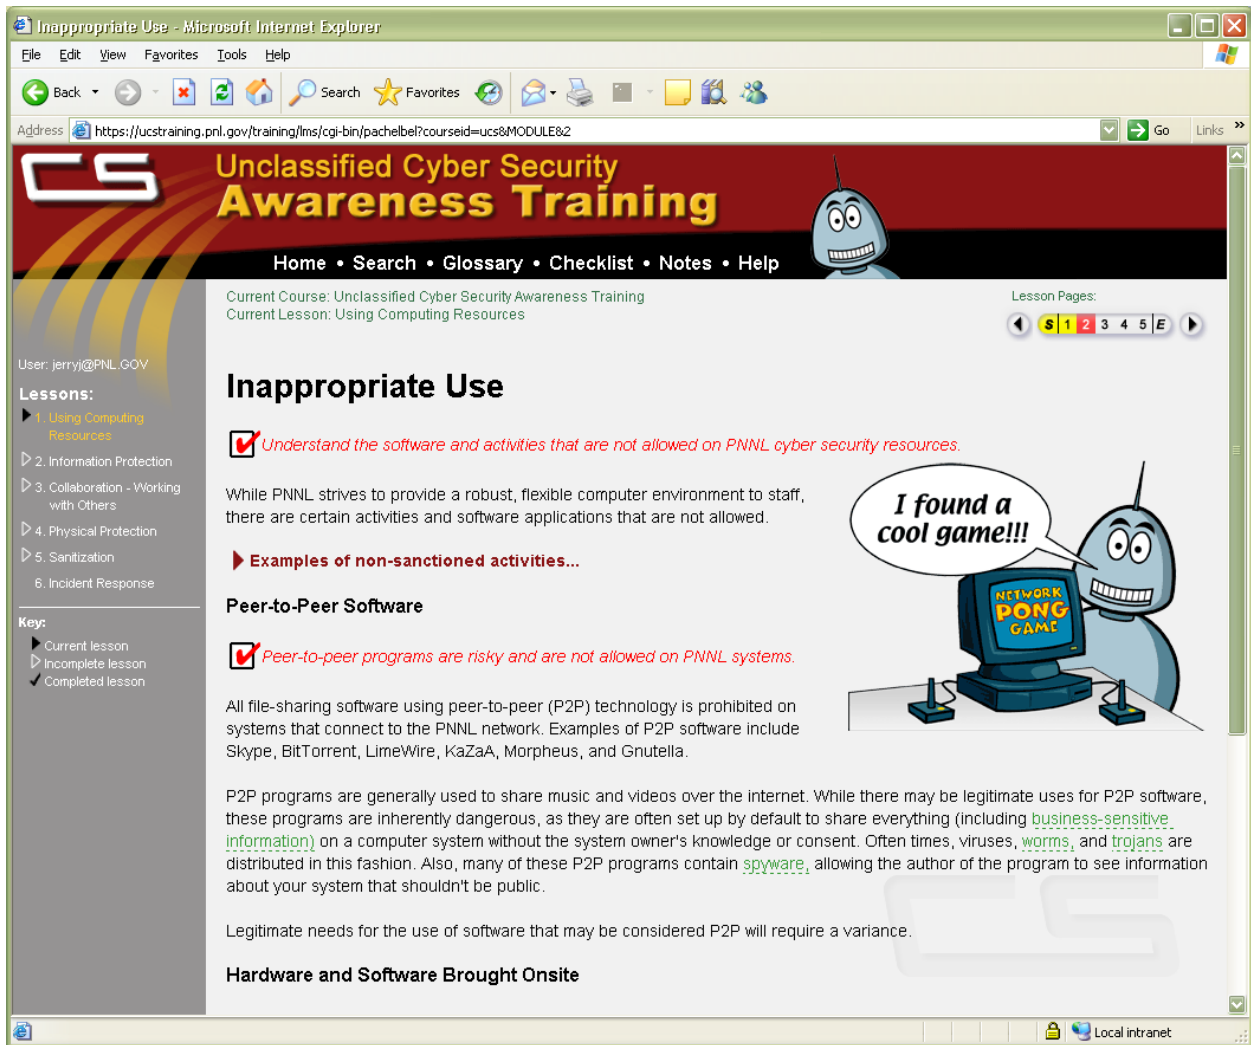 Inappropriate Use - Microsoft Internet Explorer
File Edit View Favorites Tools Help
Back Search Favorites
Address https://ucstraining.pnl.gov/training/lms/cgi-bin/pachelbel?courseid=ucs&MODULE&2 Go Links »
CS
Unclassified Cyber Security
Awareness Training
Home • Search • Glossary • Checklist • Notes • Help
Current Course: Unclassified Cyber Security Awareness Training
Current Lesson: Using Computing Resources
Lesson Pages:
S 1 2 3 4 5 E
User: jerryj@PNL.GOV
Lessons:
1. Using Computing
Resources
2. Information Protection
3. Collaboration - Working
with Others
4. Physical Protection
5. Sanitization
6. Incident Response
Key:
Current lesson
Incomplete lesson
Completed lesson
Inappropriate Use
Understand the software and activities that are not allowed on PNNL cyber security resources.
While PNNL strives to provide a robust, flexible computer environment to staff,
there are certain activities and software applications that are not allowed.
Examples of non-sanctioned activities...
I found a
cool game!!!
NETWORK
PONG
GAME
Peer-to-Peer Software
Peer-to-peer programs are risky and are not allowed on PNNL systems.
All file-sharing software using peer-to-peer (P2P) technology is prohibited on
systems that connect to the PNNL network. Examples of P2P software include
Skype, BitTorrent, LimeWire, KaZaA, Morpheus, and Gnutella.
P2P programs are generally used to share music and videos over the internet. While there may be legitimate uses for P2P software,
these programs are inherently dangerous, as they are often set up by default to share everything (including business-sensitive
information) on a computer system without the system owner's knowledge or consent. Often times, viruses, worms, and trojans are
distributed in this fashion. Also, many of these P2P programs contain spyware, allowing the author of the program to see information
about your system that shouldn't be public.
Legitimate needs for the use of software that may be considered P2P will require a variance.
CS
Hardware and Software Brought Onsite
Local intranet